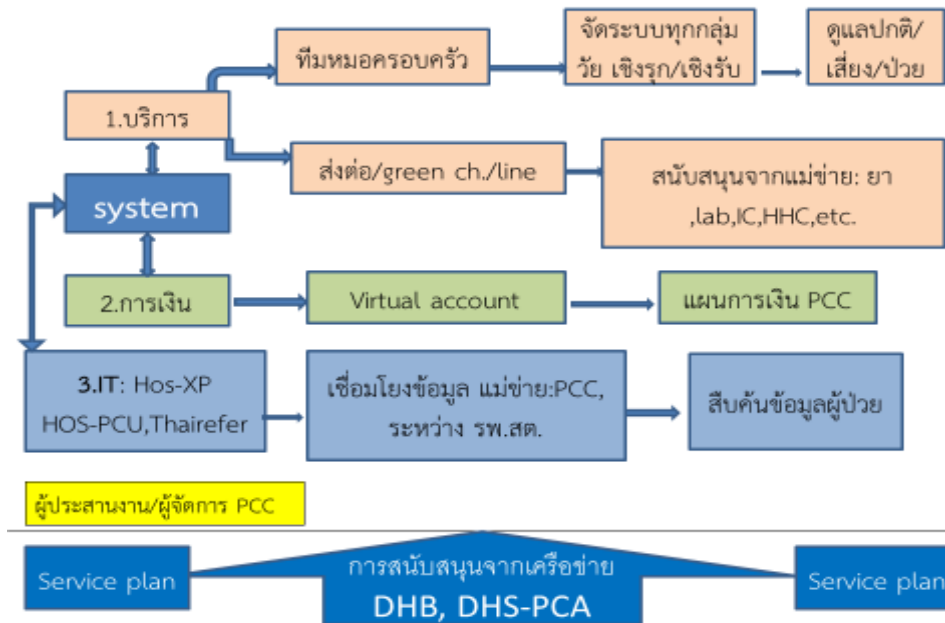 ทีมหมอครอบครัว
จัดระบบทุกกลุ่ม
วัย เชิงรุก/เชิงรับ
ดูแลปกติ/
เสี่ยง/ป่วย
1.บริการ
ส่งต่อ/green ch./line
สนับสนุนจากแม่ข่าย: ยา
,lab,IC,HHC,etc.
system
2.การเงิน
Virtual account
แผนการเงิน PCC
3.IT: Hos-XP
HOS-PCU,Thairefer
เชื่อมโยงข้อมูล แม่ข่าย:PCC,
ระหว่าง รพ.สต.
สืบค้นข้อมูลผู้ป่วย
ผู้ประสานงาน/ผู้จัดการ PCC
Service plan
การสนับสนุนจากเครือข่าย
DHB, DHS-PCA
Service plan